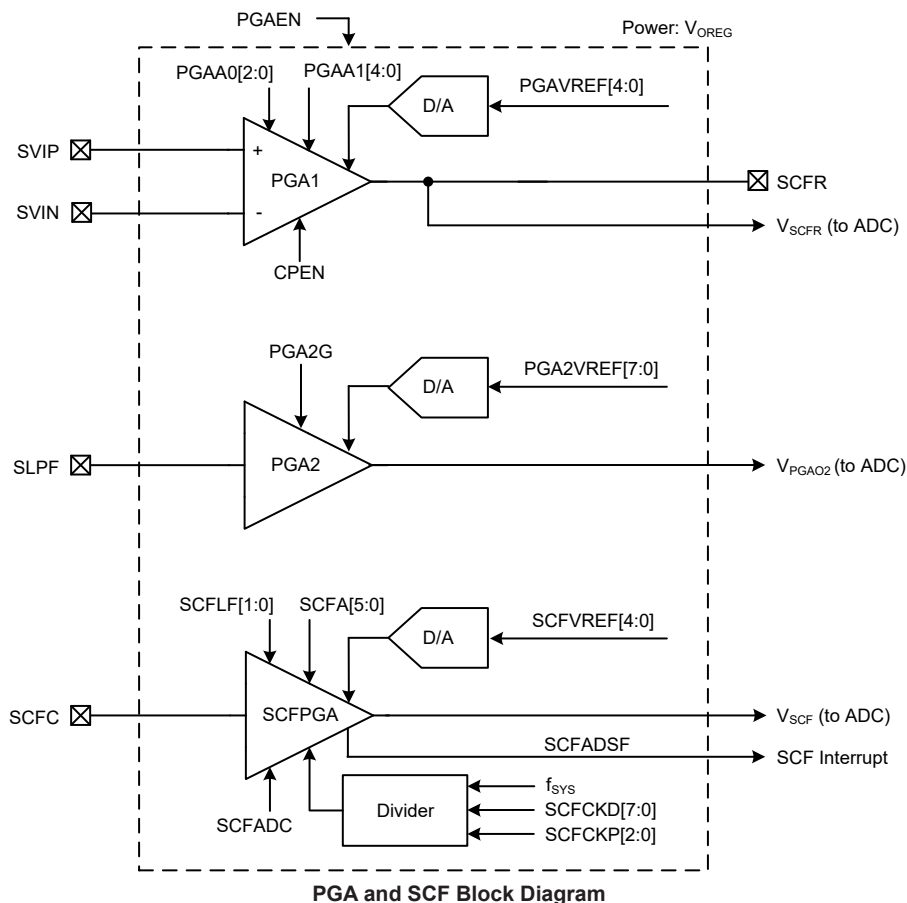 PGAEN
Power: VOREG
PGAA0[2:0]
PGAA1[4:0]
D/A
PGAVREF[4:0]
SVIP
+
PGA1
SCFR
SVIN
-
VSCFR (to ADC)
CPEN
PGA2G
D/A
PGA2VREF[7:0]
SLPF
PGA2
VPGAO2 (to ADC)
SCFLF[1:0]
SCFA[5:0]
D/A
SCFVREF[4:0]
SCFC
SCFPGA
VSCF (to ADC)
SCFADSF
SCF Interrupt
SCFADC
Divider
fSYS
SCFCKD[7:0]
SCFCKP[2:0]
PGA and SCF Block Diagram